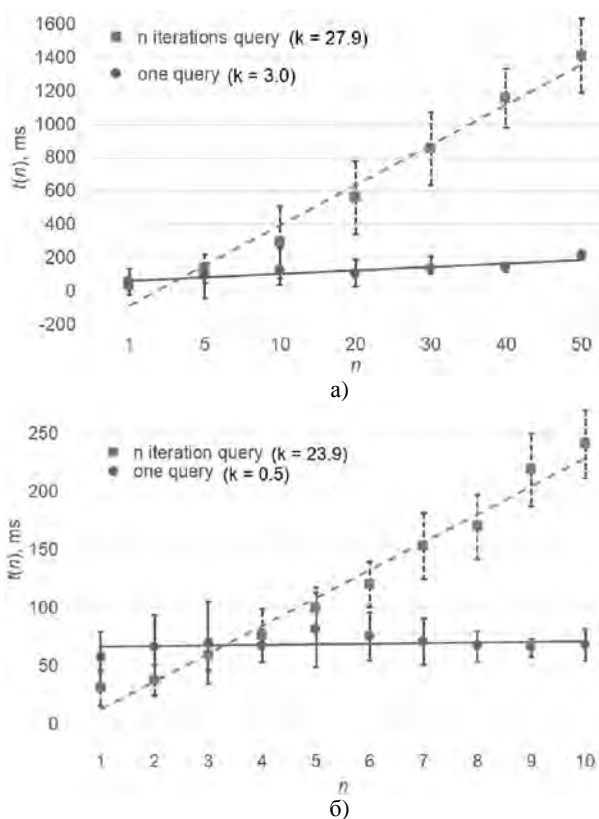 1600
n iterations query (k = 27.9)
1400
one query (k = 3.0)
1200
1000
800
600
400
200
0
-200
t(n), ms
1 5 10 20 30 40 50
n
а)
250
n iteration query (k = 23.9)
one query (k = 0.5)
200
150
100
50
0
t(n), ms
1 2 3 4 5 6 7 8 9 10
n
б)